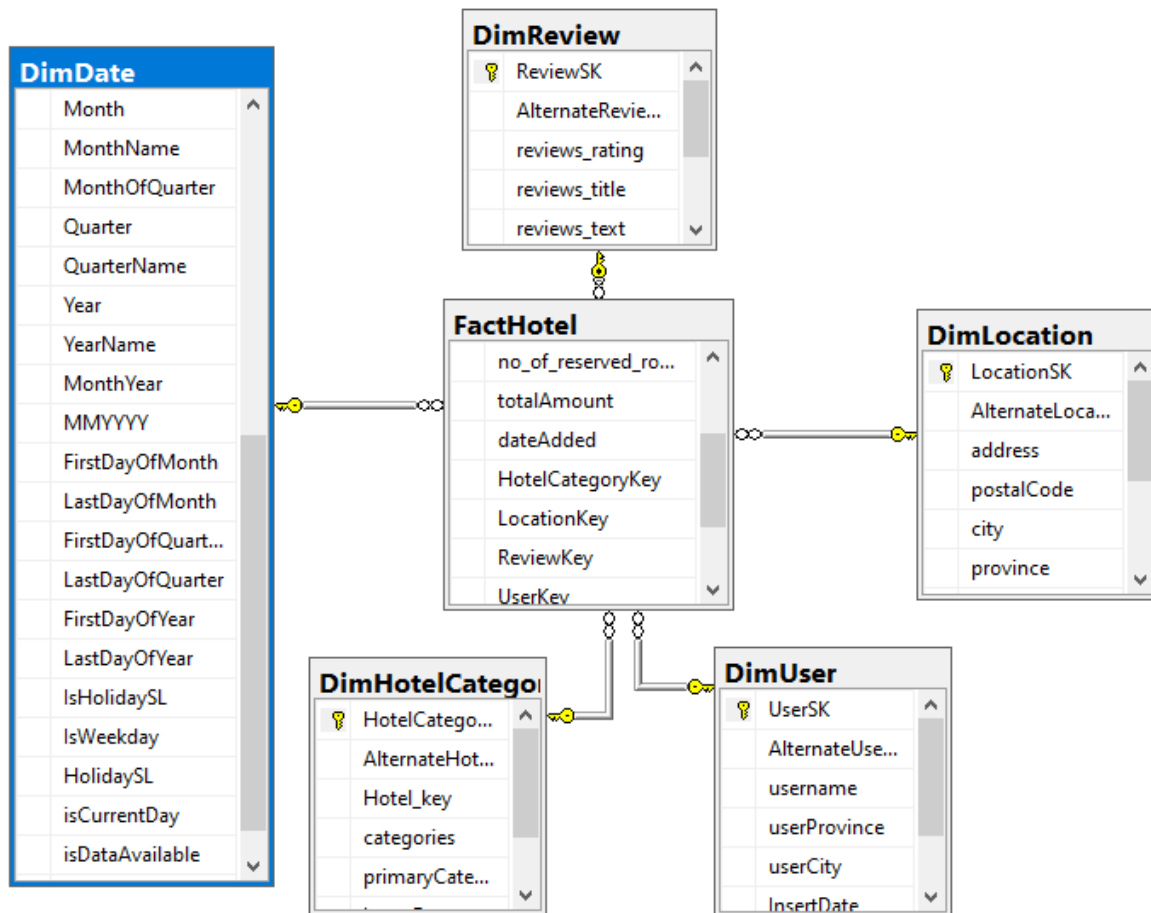 DimDate
Month
MonthName
MonthOfQuarter
Quarter
QuarterName
Year
YearName
MonthYear
MMYYYY
FirstDayOfMonth
LastDayOfMonth
FirstDayOfQuart...
LastDayOfQuarter
FirstDayOfYear
LastDayOfYear
IsHolidaySL
IsWeekday
HolidaySL
isCurrentDay
isDataAvailable
DimReview
ReviewSK
AlternateRevie...
reviews_rating
reviews_title
reviews_text
FactHotel
no_of_reserved_ro...
totalAmount
dateAdded
HotelCategoryKey
LocationKey
ReviewKey
UserKey
DimLocation
LocationSK
AlternateLoca...
address
postalCode
city
province
DimHotelCategor
HotelCatego...
AlternateHot...
Hotel_key
categories
primaryCate...
DimUser
UserSK
AlternateUse...
username
userProvince
userCity
InsertDate